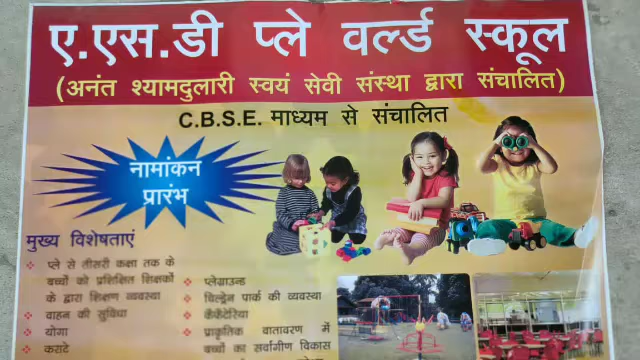 ए.एस.डी प्ले वर्ल्ड स्कूल
(अनंत श्यामदुलारी स्वयं सेवी संस्था द्वारा संचालित)
C.B.S.E. माध्यम से संचालित
नामांकन
प्रारंभ
मुख्य विशेषताएं
प्ले से तीसरी कक्षा तक के
बच्चों को प्रशिक्षित शिक्षकों
के द्वारा शिक्षण व्यवस्था
वाहन की सुविधा
योगा
कराटे
प्लेग्राउन्ड
चिल्ड्रेन पार्क की व्यवस्था
कैफेटेरिया
प्राकृतिक वातावरण में
बच्चों का सर्वांगीण विकास